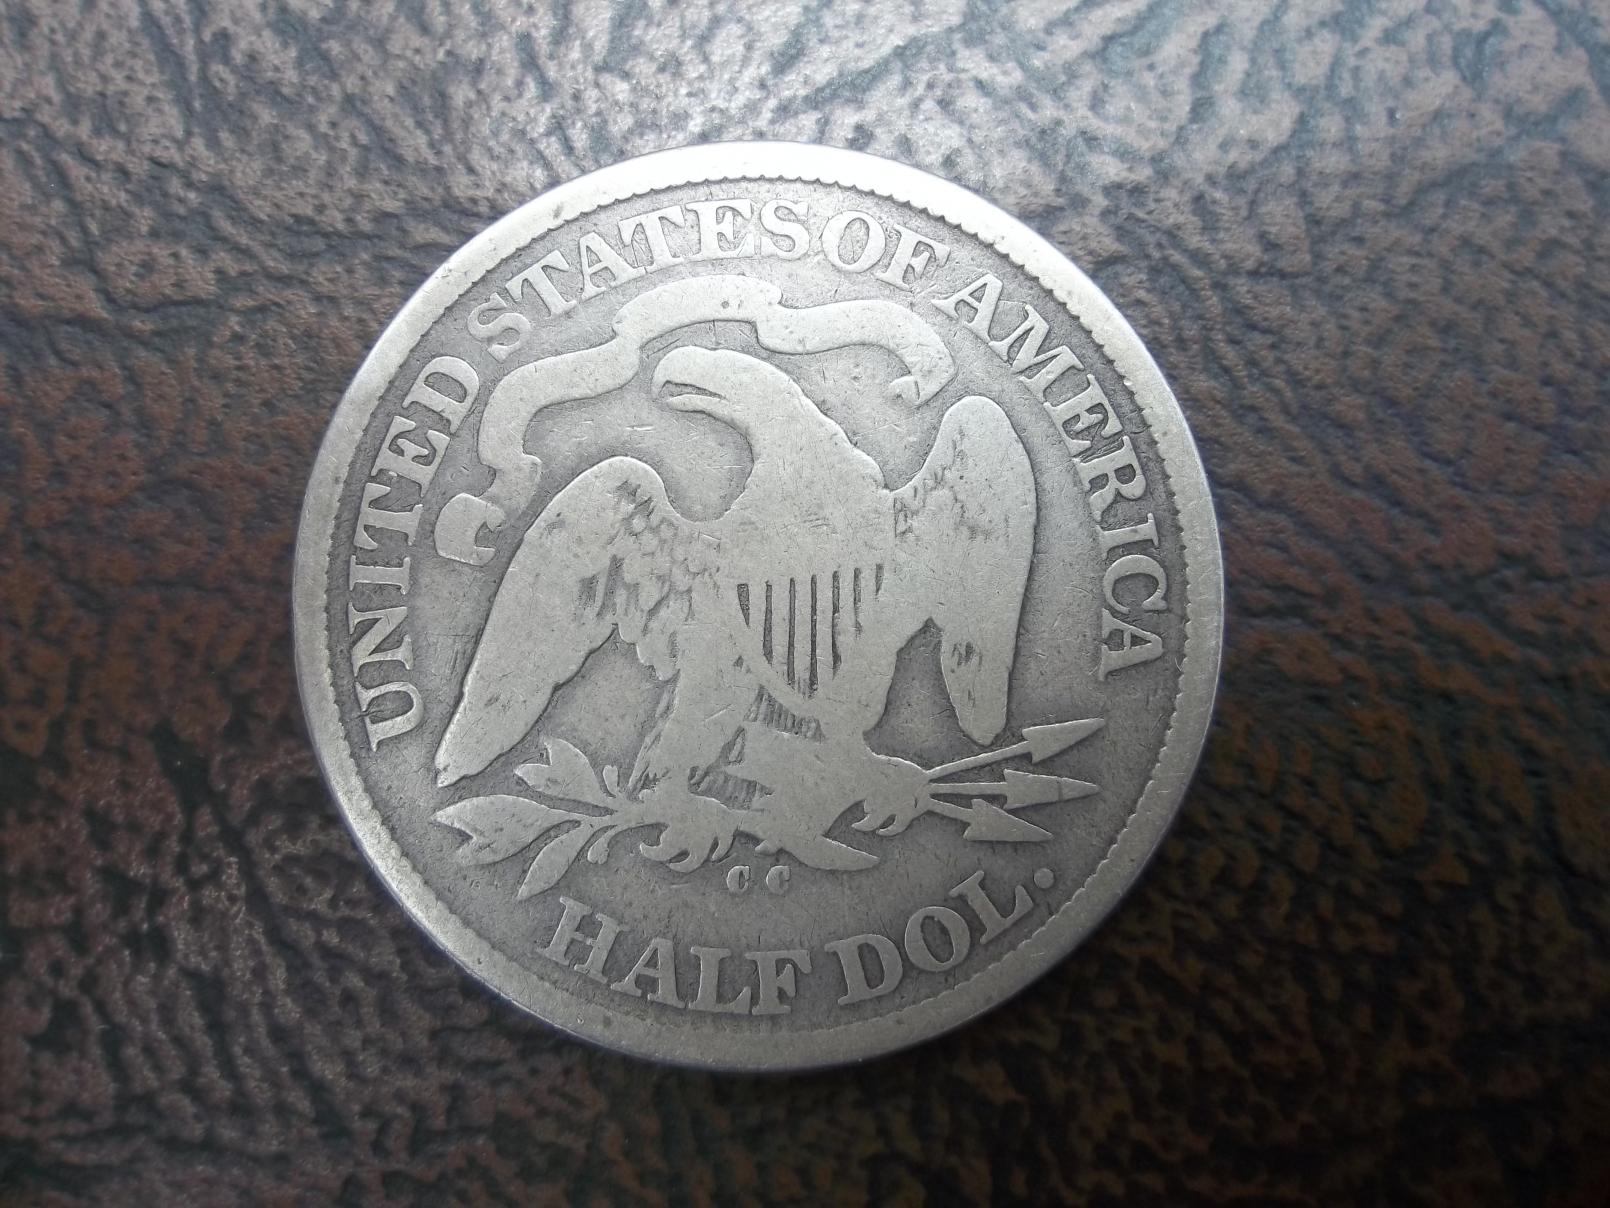 UNITED STATES OF AMERICA
CC
HALF DOL.